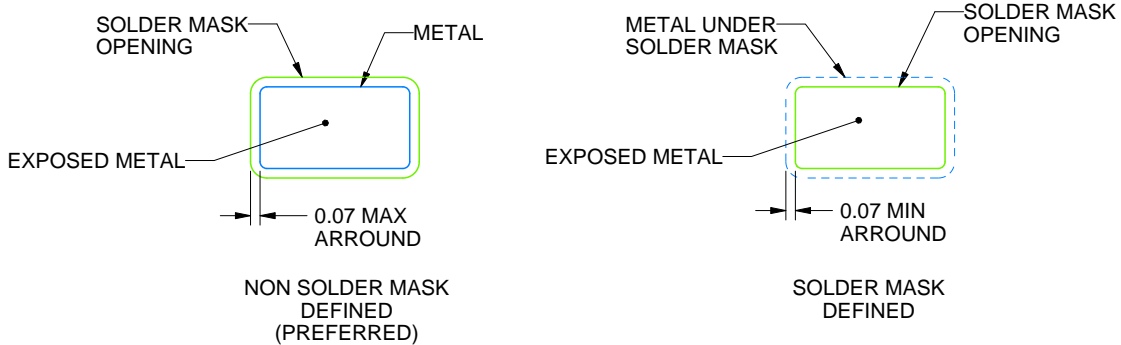 SOLDER MASK
OPENING
METAL
EXPOSED METAL
0.07 MAX
ARROUND
NON SOLDER MASK
DEFINED
(PREFERRED)
METAL UNDER
SOLDER MASK
SOLDER MASK
OPENING
EXPOSED METAL
0.07 MIN
ARROUND
SOLDER MASK
DEFINED